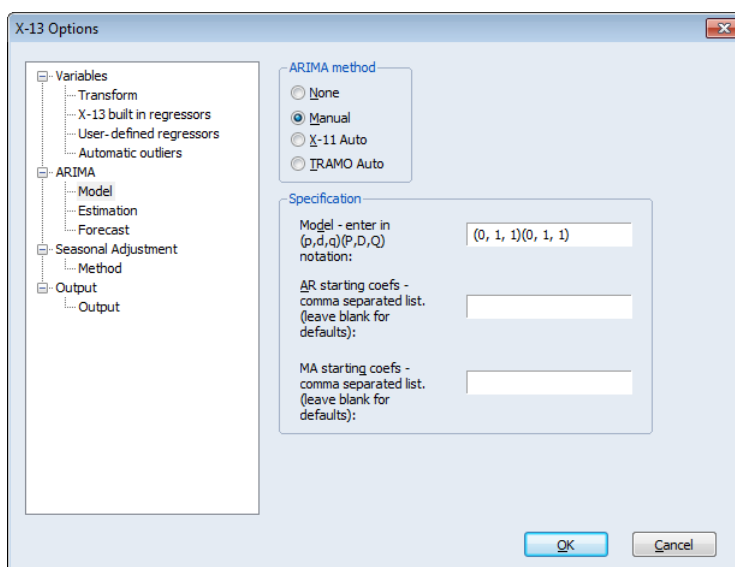 X-13 Options
Variables
Transform
X-13 built in regressors
User-defined regressors
Automatic outliers
ARIMA
Model
Estimation
Forecast
Seasonal Adjustment
Method
Output
Output
ARIMA method
None
Manual
X-11 Auto
TRAMO Auto
Specification
Model - enter in
(p,d,q)(P,D,Q)
notation:
(0, 1, 1)(0, 1, 1)
AR starting coefs -
comma separated list.
(leave blank for
defaults):
MA starting coefs -
comma separated list.
(leave blank for
defaults):
OK
Cancel